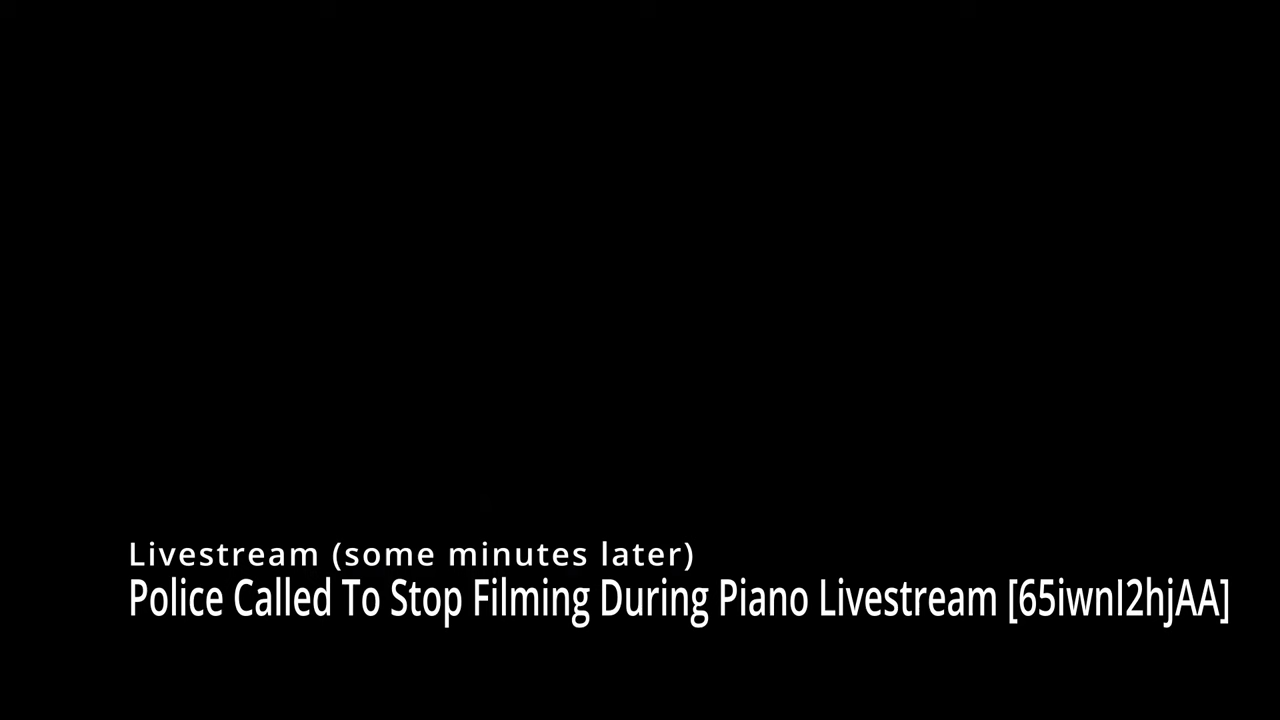 Livestream (some minutes later)
Police Called To Stop Filming During Piano Livestream [65iwnI2hjAA]